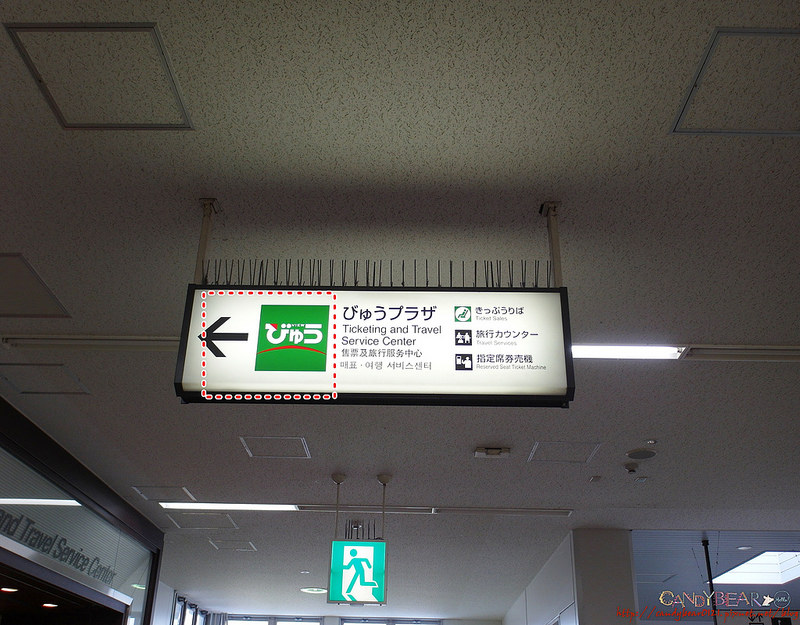 びゅうプラザ
Ticketing and Travel
Service Center
售票及旅行服务中心
매표 · 여행 서비스센터
VIEW
びゅう
きっぷうりば
Ticket Sales
旅行カウンター
Travel Services
指定席券売機
Reserved Seat Ticket Machine
and Travel Service Center
CANDYBEAR